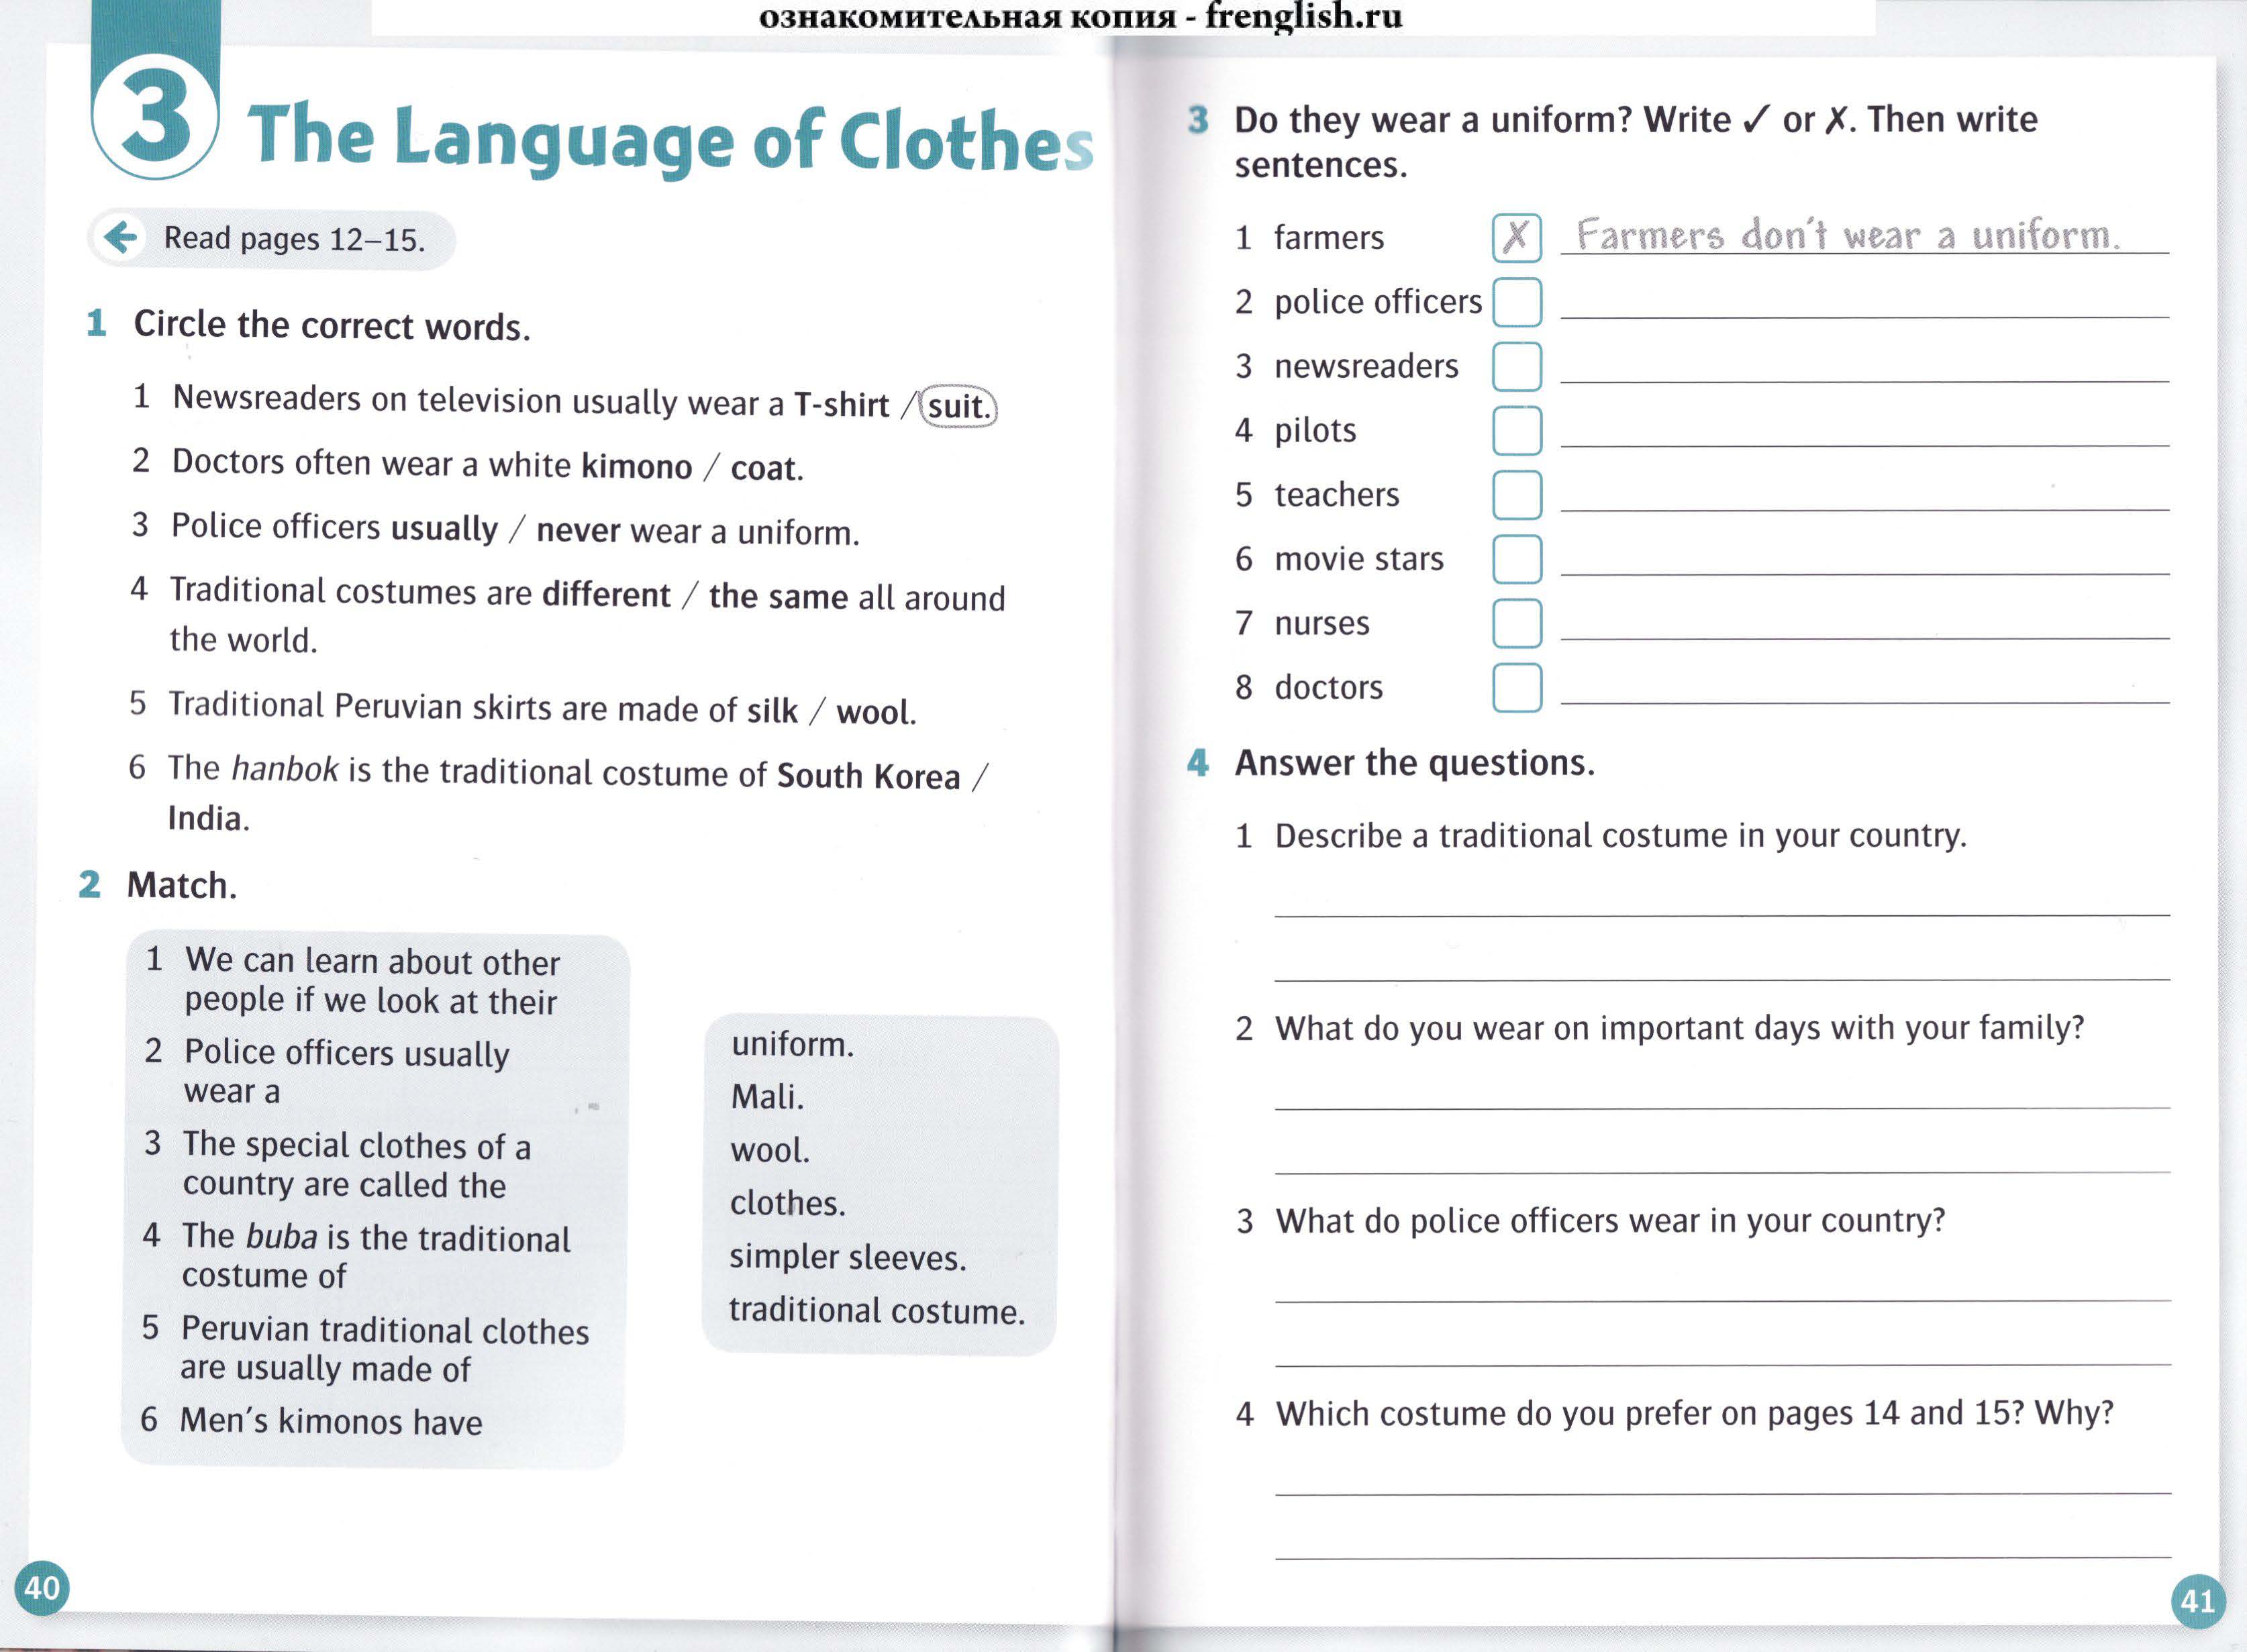 ознакомительная копия - frenglish.ru
3 The Language of Clothes
Read pages 12–15.
1 Circle the correct words.
1 Newsreaders on television usually wear a T-shirt / suit.
2 Doctors often wear a white kimono / coat.
3 Police officers usually / never wear a uniform.
4 Traditional costumes are different / the same all around
the world.
5 Traditional Peruvian skirts are made of silk / wool.
6 The hanbok is the traditional costume of South Korea /
India.
2 Match.
1 We can learn about other
people if we look at their
2 Police officers usually
wear a
3 The special clothes of a
country are called the
4 The buba is the traditional
costume of
5 Peruvian traditional clothes
are usually made of
6 Men's kimonos have
uniform.
Mali.
wool.
clothes.
simpler sleeves.
traditional costume.
40
3 Do they wear a uniform? Write ✓ or ✗. Then write
sentences.
1 farmers ✗ Farmers don't wear a uniform.
2 police officers
3 newsreaders
4 pilots
5 teachers
6 movie stars
7 nurses
8 doctors
4 Answer the questions.
1 Describe a traditional costume in your country.
2 What do you wear on important days with your family?
3 What do police officers wear in your country?
4 Which costume do you prefer on pages 14 and 15? Why?
41